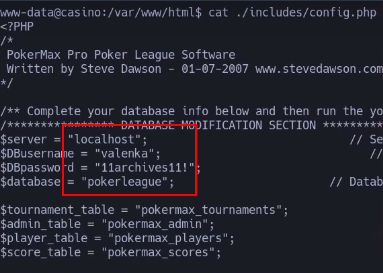 www-data@casino:/var/www/html$ cat ./includes/config.php
<?PHP
/*
PokerMax Pro Poker League Software
Written by Steve Dawson - 01-07-2007 www.stevedawson.com
*/
/** Complete your database info below and then run the yo
/**************** DATABASE MODIFICATION SECTION **********
$server = "localhost"; // Se
$DBusername = "valenka"; //
$DBpassword = "11archives11!";
$database = "pokerleague"; // Datab
$tournament_table = "pokermax_tournaments";
$admin_table = "pokermax_admin";
$player_table = "pokermax_players";
$score_table = "pokermax_scores";